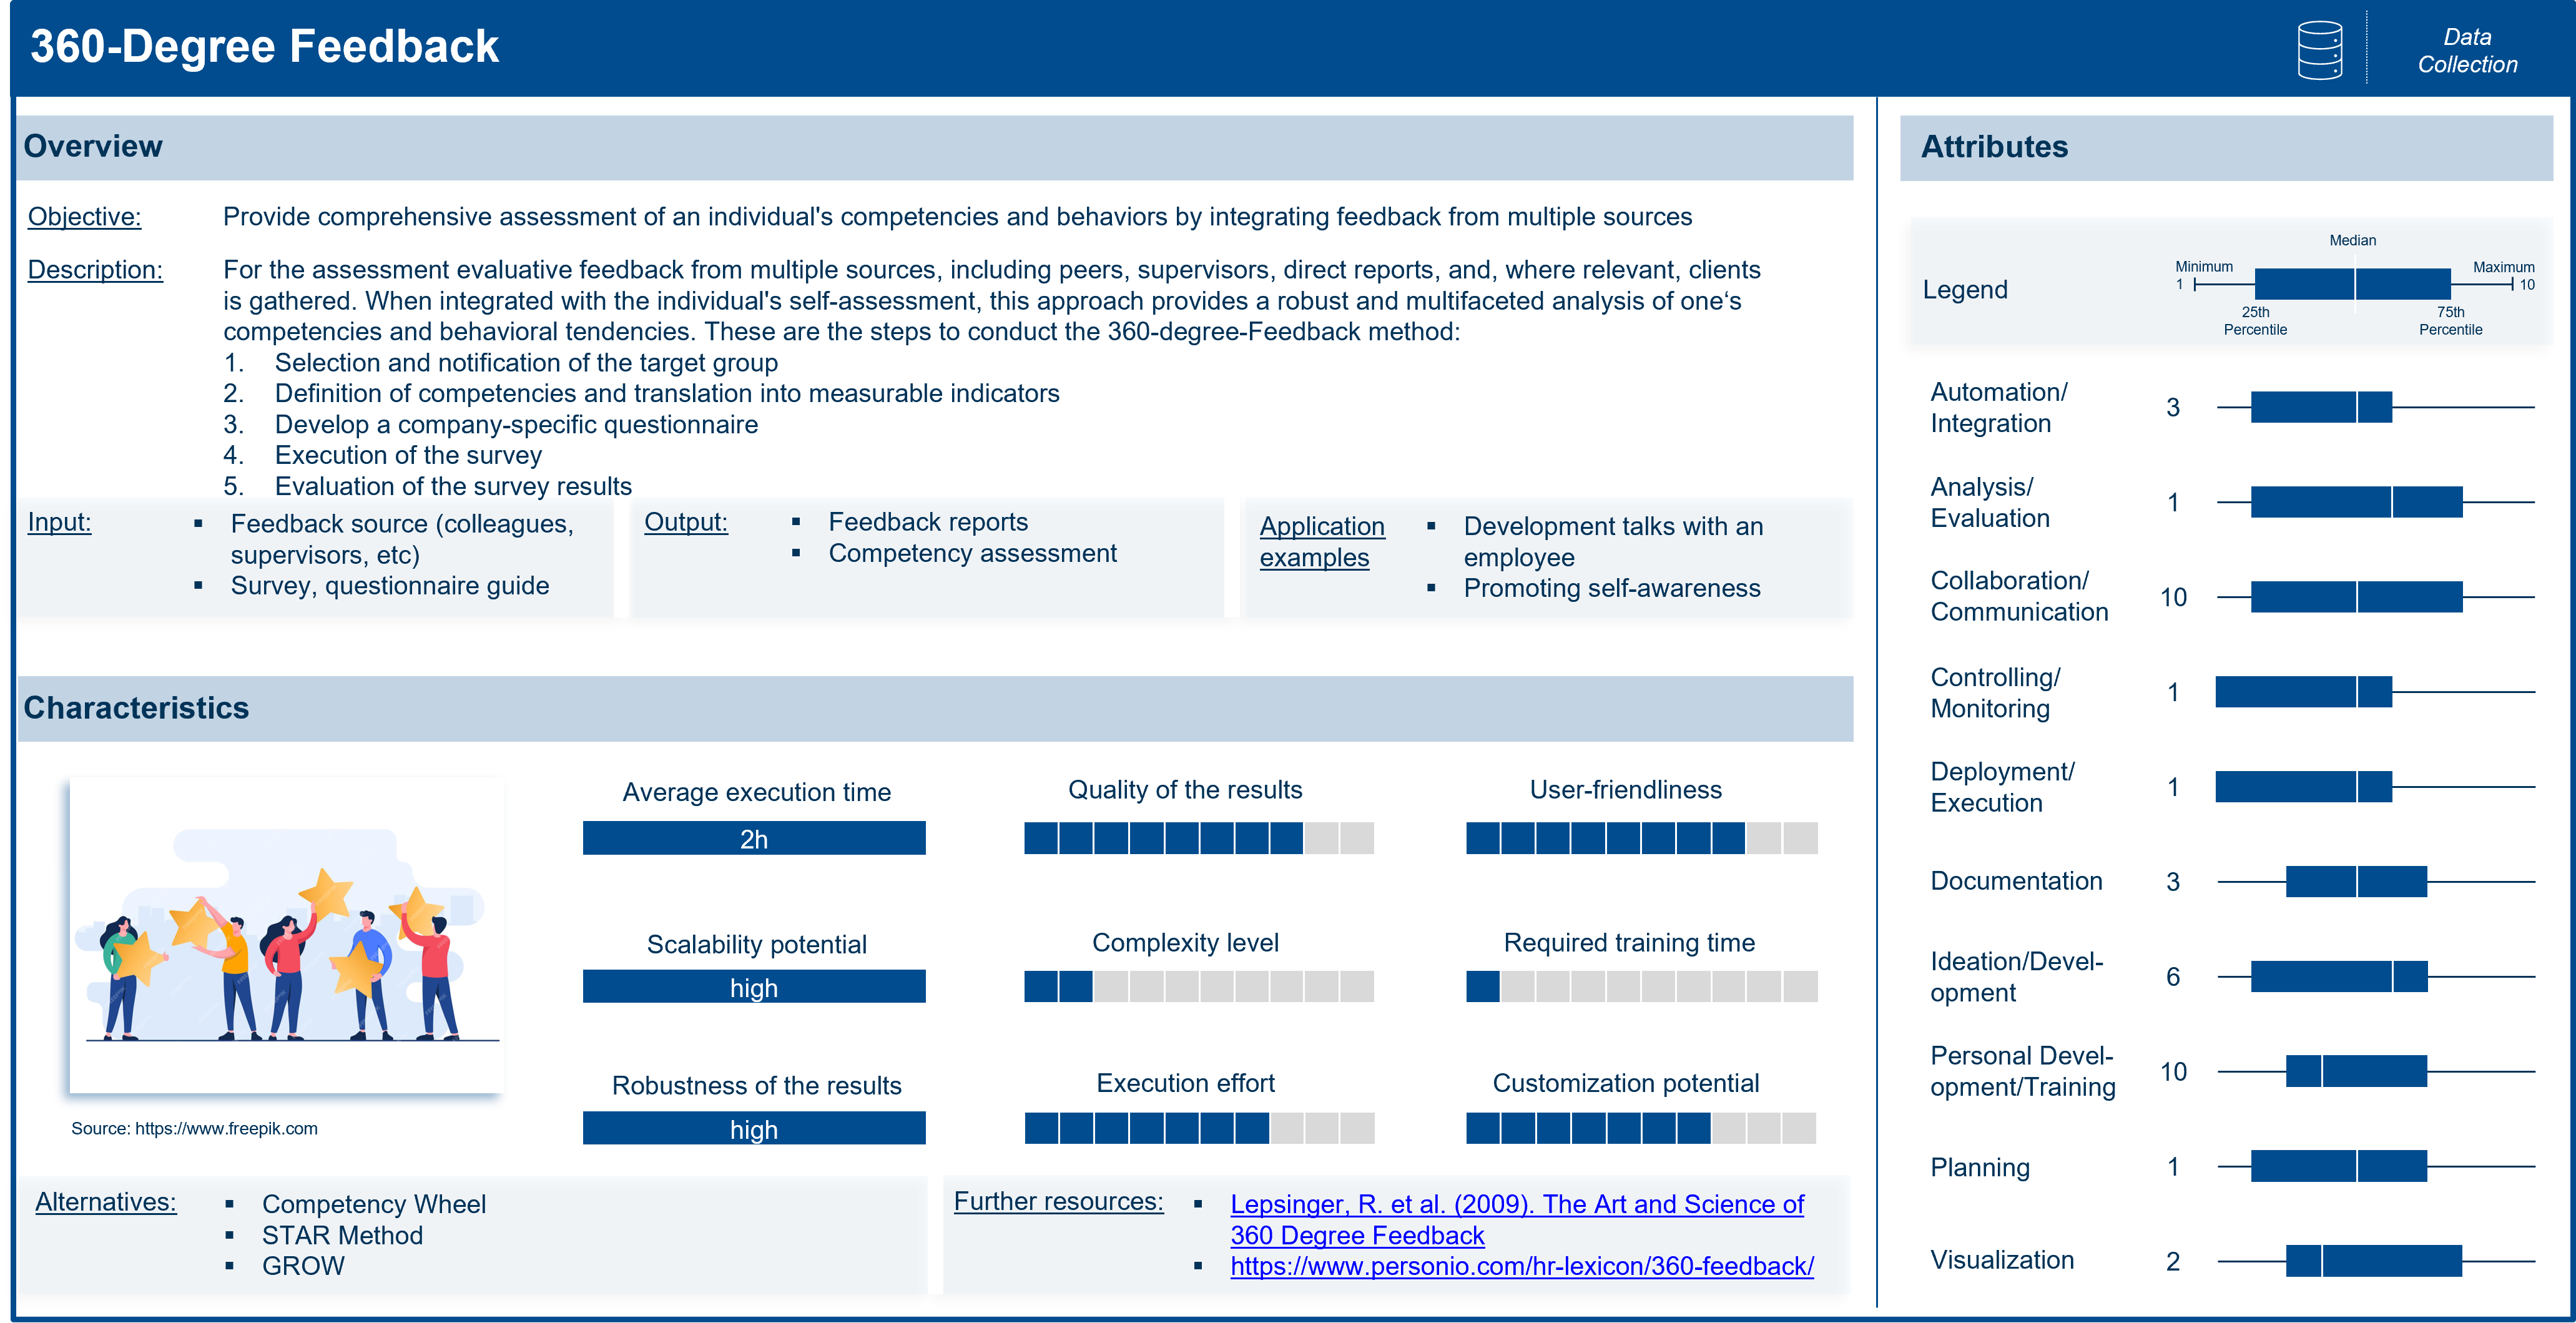 360-Degree Feedback
Data
Collection
Overview
Objective: Provide comprehensive assessment of an individual's competencies and behaviors by integrating feedback from multiple sources
Description: For the assessment evaluative feedback from multiple sources, including peers, supervisors, direct reports, and, where relevant, clients
is gathered. When integrated with the individual's self-assessment, this approach provides a robust and multifaceted analysis of one‘s
competencies and behavioral tendencies. These are the steps to conduct the 360-degree-Feedback method:
1. Selection and notification of the target group
2. Definition of competencies and translation into measurable indicators
3. Develop a company-specific questionnaire
4. Execution of the survey
5. Evaluation of the survey results
Input:
▪ Feedback source (colleagues,
supervisors, etc)
▪ Survey, questionnaire guide
Output:
▪ Feedback reports
▪ Competency assessment
Application
examples
▪ Development talks with an
employee
▪ Promoting self-awareness
Characteristics
Source: https://www.freepik.com
Average execution time
2h
Quality of the results
User-friendliness
Scalability potential
high
Complexity level
Required training time
Robustness of the results
high
Execution effort
Customization potential
Alternatives:
▪ Competency Wheel
▪ STAR Method
▪ GROW
Further resources:
▪ Lepsinger, R. et al. (2009). The Art and Science of
360 Degree Feedback
▪ https://www.personio.com/hr-lexicon/360-feedback/
Attributes
Legend
Median
Minimum
1
Maximum
10
25th
Percentile
75th
Percentile
Automation/
Integration
3
Analysis/
Evaluation
1
Collaboration/
Communication
10
Controlling/
Monitoring
1
Deployment/
Execution
1
Documentation 3
Ideation/Devel-
opment
6
Personal Devel-
opment/Training
10
Planning 1
Visualization 2